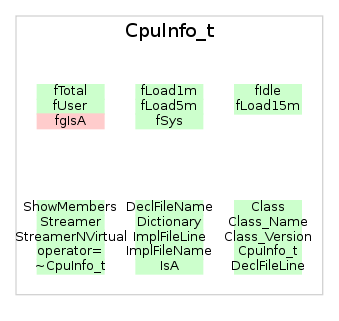 CpuInfo_t
fTotal
fUser
fgIsA
fLoad1m
fLoad5m
fSys
fIdle
fLoad15m
ShowMembers
Streamer
StreamerNVirtual
operator=
~CpuInfo_t
DeclFileName
Dictionary
ImplFileLine
ImplFileName
IsA
Class
Class_Name
Class_Version
CpuInfo_t
DeclFileLine